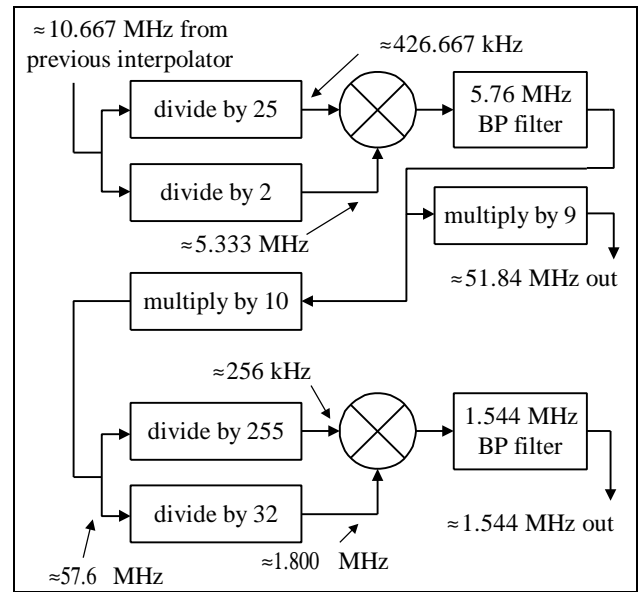 ≈10.667 MHz from
previous interpolator
≈426.667 kHz
divide by 25
5.76 MHz
BP filter
divide by 2
≈5.333 MHz
multiply by 9
≈51.84 MHz out
multiply by 10
≈256 kHz
divide by 255
1.544 MHz
BP filter
divide by 32
≈57.6 MHz
≈1.800 MHz
≈1.544 MHz out